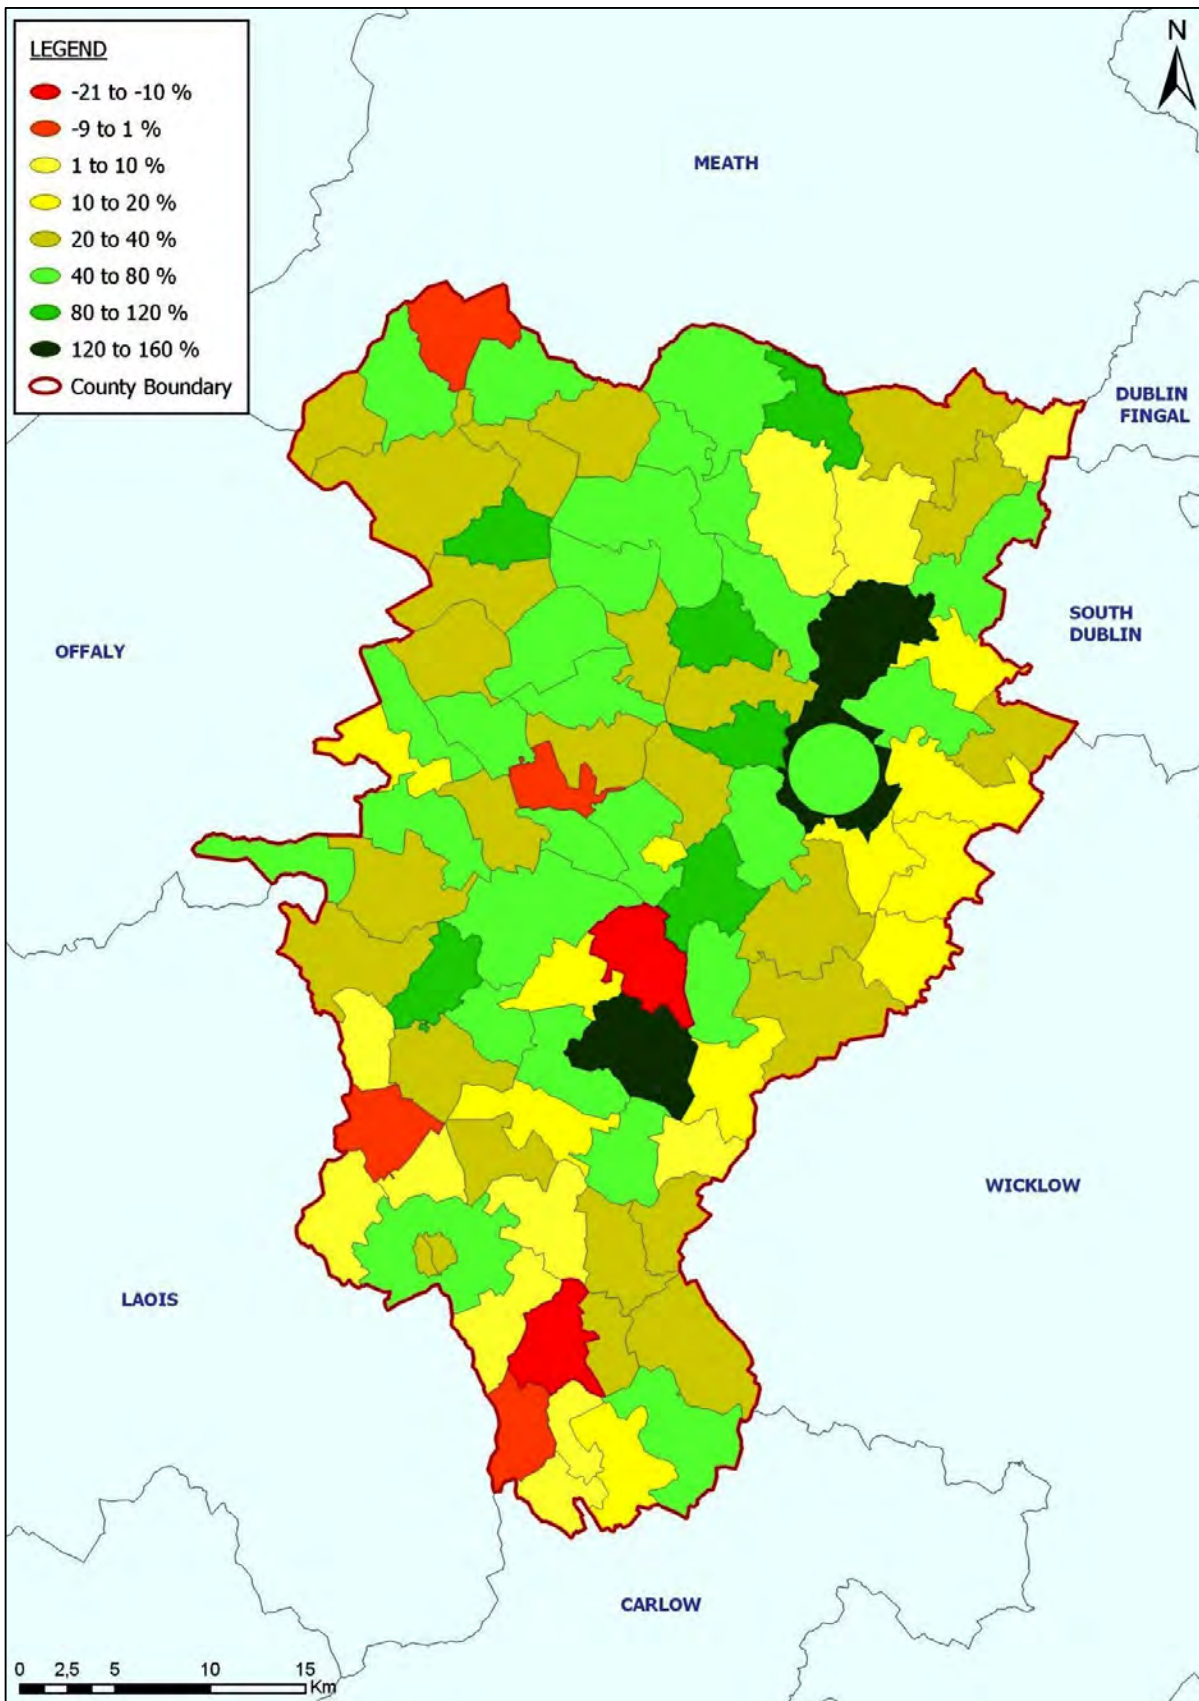 LEGEND
-21 to -10 %
-9 to 1 %
1 to 10 %
10 to 20 %
20 to 40 %
40 to 80 %
80 to 120 %
120 to 160 %
County Boundary
N
MEATH
DUBLIN
FINGAL
SOUTH
DUBLIN
OFFALY
WICKLOW
LAOIS
CARLOW
0 2,5 5 10 15
Km